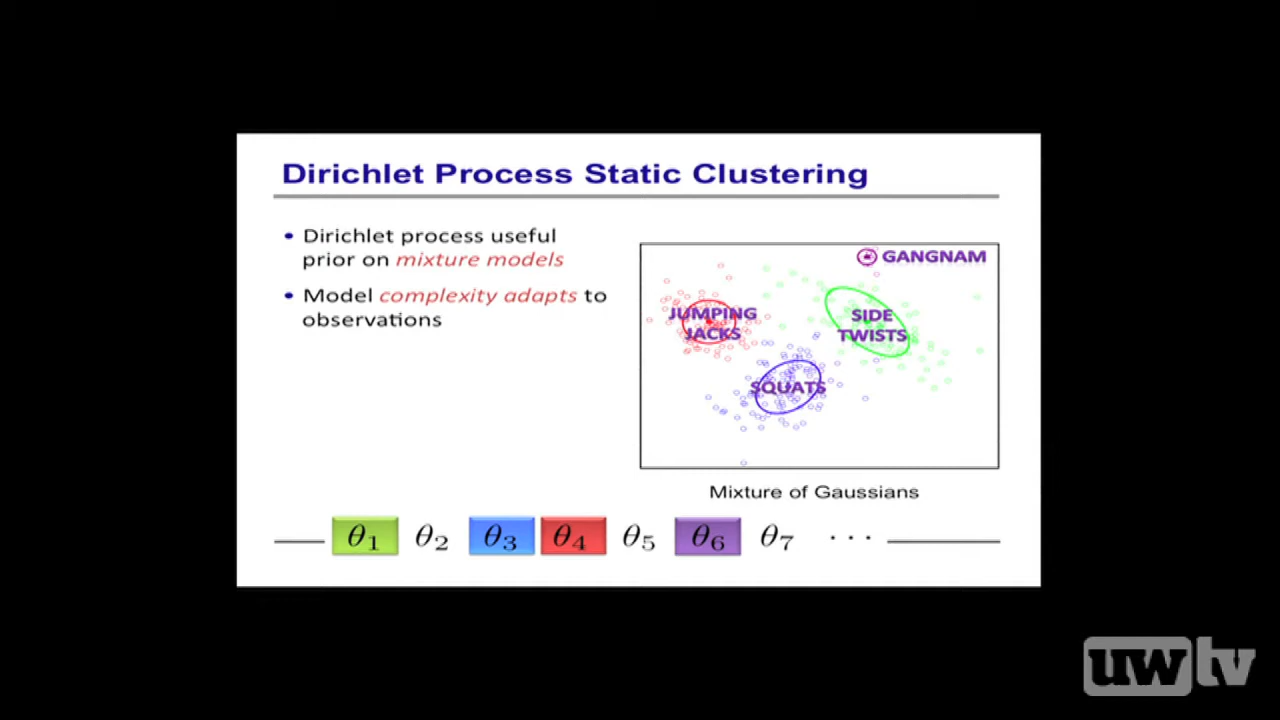 Dirichlet Process Static Clustering
• Dirichlet process useful
prior on mixture models
• Model complexity adapts to
observations
GANGNAM
JUMPING
JACKS
SIDE
TWISTS
SQUATS
Mixture of Gaussians
θ1 θ2 θ3 θ4 θ5 θ6 θ7 ···
uwtv